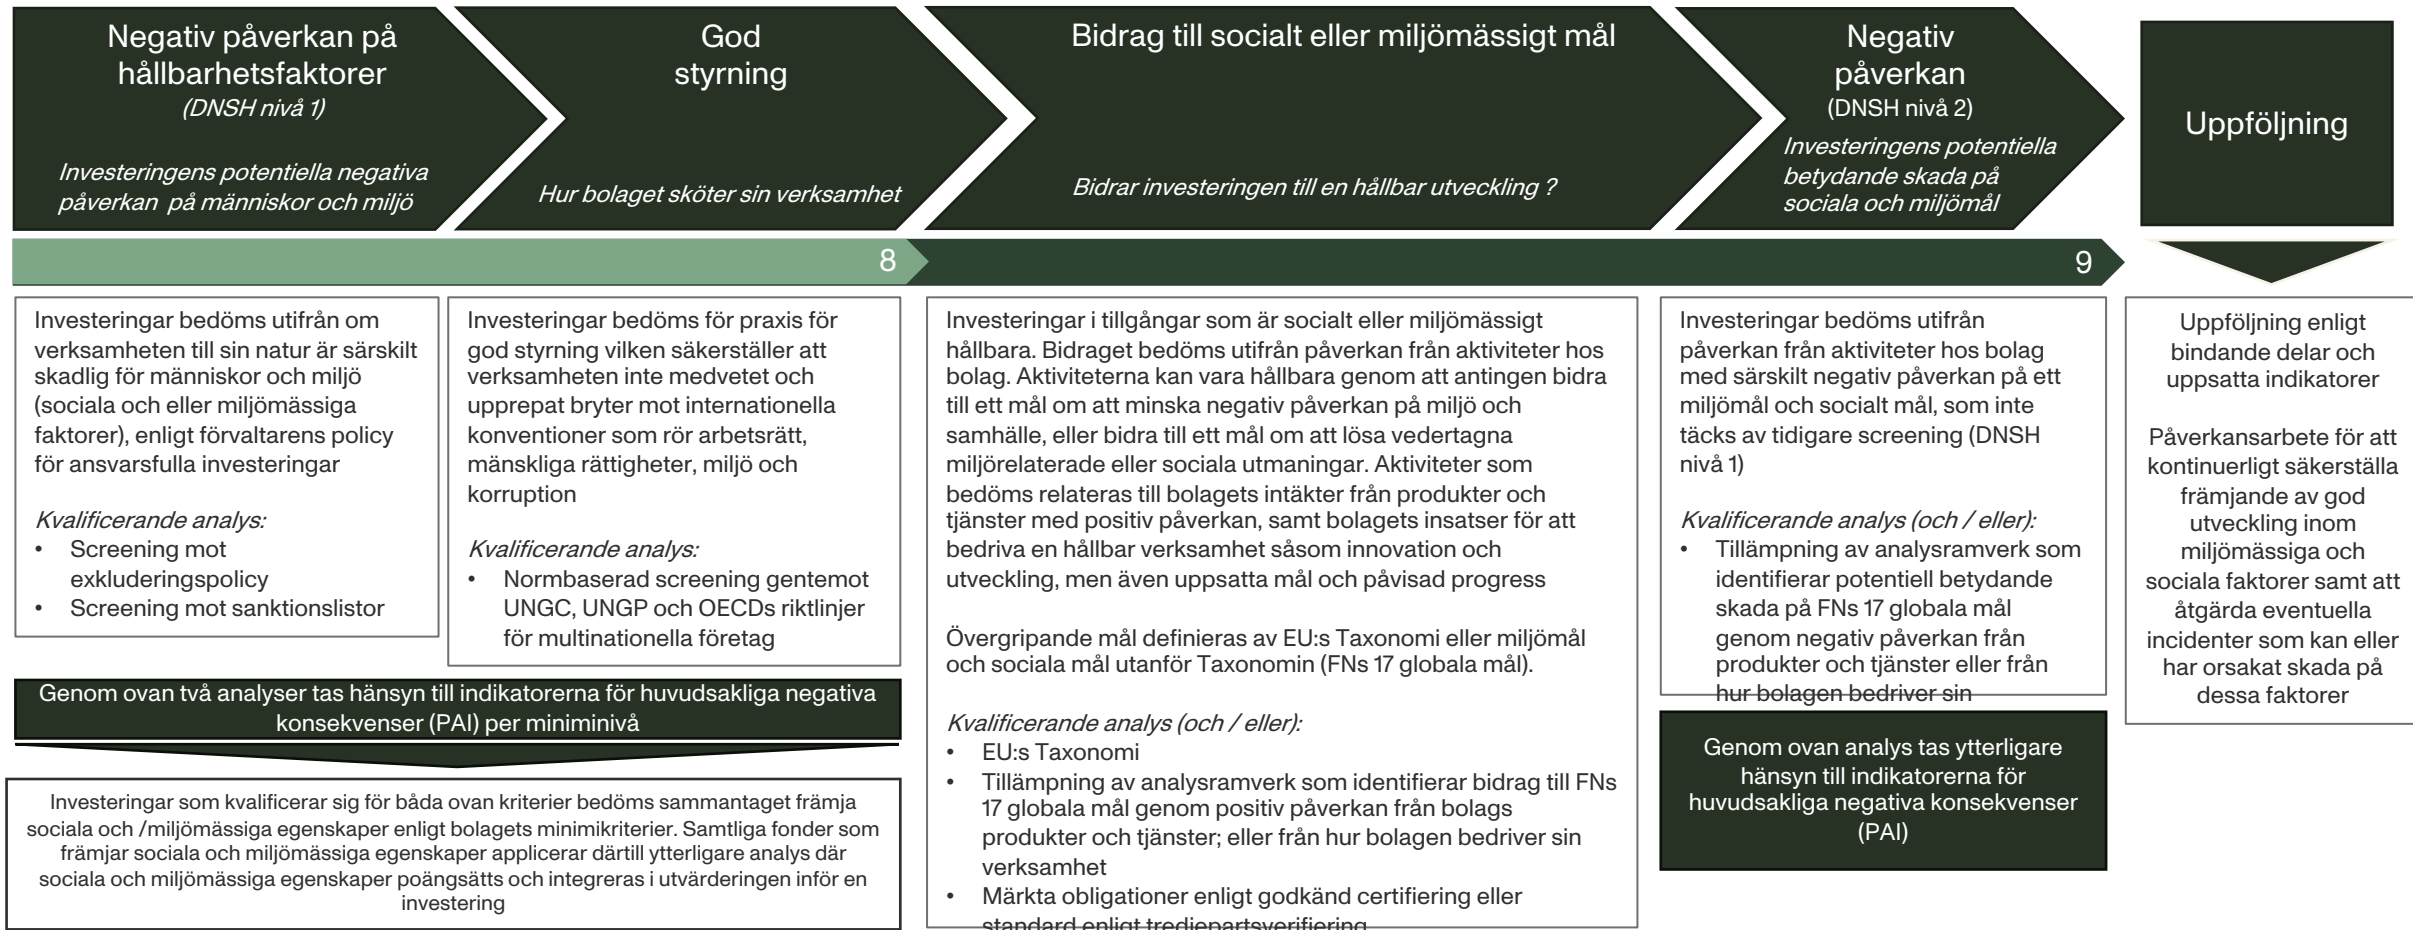 Negativ påverkan på
hållbarhetsfaktorer
(DNSH nivå 1)
Investeringens potentiella negativa
påverkan på människor och miljö
God
styrning
Hur bolaget sköter sin verksamhet
Bidrag till socialt eller miljömässigt mål
Bidrar investeringen till en hållbar utveckling ?
Negativ
påverkan
(DNSH nivå 2)
Investeringens potentiella
betydande skada på
sociala och miljömål
Uppföljning
8
9
Investeringar bedöms utifrån om
verksamheten till sin natur är särskilt
skadlig för människor och miljö
(sociala och eller miljömässiga
faktorer), enligt förvaltarens policy
för ansvarsfulla investeringar
Kvalificerande analys:
• Screening mot
exkluderingspolicy
• Screening mot sanktionslistor
Investeringar bedöms för praxis för
god styrning vilken säkerställer att
verksamheten inte medvetet och
upprepat bryter mot internationella
konventioner som rör arbetsrätt,
mänskliga rättigheter, miljö och
korruption
Kvalificerande analys:
• Normbaserad screening gentemot
UNGC, UNGP och OECDs riktlinjer
för multinationella företag
Genom ovan två analyser tas hänsyn till indikatorerna för huvudsakliga negativa
konsekvenser (PAI) per miniminivå
Investeringar som kvalificerar sig för båda ovan kriterier bedöms sammantaget främja
sociala och /miljömässiga egenskaper enligt bolagets minimikriterier. Samtliga fonder som
främjar sociala och miljömässiga egenskaper applicerar därtill ytterligare analys där
sociala och miljömässiga egenskaper poängsätts och integreras i utvärderingen inför en
investering
Investeringar i tillgångar som är socialt eller miljömässigt
hållbara. Bidraget bedöms utifrån påverkan från aktiviteter hos
bolag. Aktiviteterna kan vara hållbara genom att antingen bidra
till ett mål om att minska negativ påverkan på miljö och
samhälle, eller bidra till ett mål om att lösa vedertagna
miljörelaterade eller sociala utmaningar. Aktiviteter som
bedöms relateras till bolagets intäkter från produkter och
tjänster med positiv påverkan, samt bolagets insatser för att
bedriva en hållbar verksamhet såsom innovation och
utveckling, men även uppsatta mål och påvisad progress
Övergripande mål definieras av EU:s Taxonomi eller miljömål
och sociala mål utanför Taxonomin (FNs 17 globala mål).
Kvalificerande analys (och / eller):
• EU:s Taxonomi
• Tillämpning av analysramverk som identifierar bidrag till FNs
17 globala mål genom positiv påverkan från bolags
produkter och tjänster; eller från hur bolagen bedriver sin
verksamhet
• Märkta obligationer enligt godkänd certifiering eller
standard enligt tredjepartsverifiering
Investeringar bedöms utifrån
påverkan från aktiviteter hos bolag
med särskilt negativ påverkan på ett
miljömål och socialt mål, som inte
täcks av tidigare screening (DNSH
nivå 1)
Kvalificerande analys (och / eller):
• Tillämpning av analysramverk som
identifierar potentiell betydande
skada på FNs 17 globala mål
genom negativ påverkan från
produkter och tjänster eller från
hur bolagen bedriver sin
Genom ovan analys tas ytterligare
hänsyn till indikatorerna för
huvudsakliga negativa konsekvenser
(PAI)
Uppföljning enligt
bindande delar och
uppsatta indikatorer
Påverkansarbete för att
kontinuerligt säkerställa
främjande av god
utveckling inom
miljömässiga och
sociala faktorer samt att
åtgärda eventuella
incidenter som kan eller
har orsakat skada på
dessa faktorer